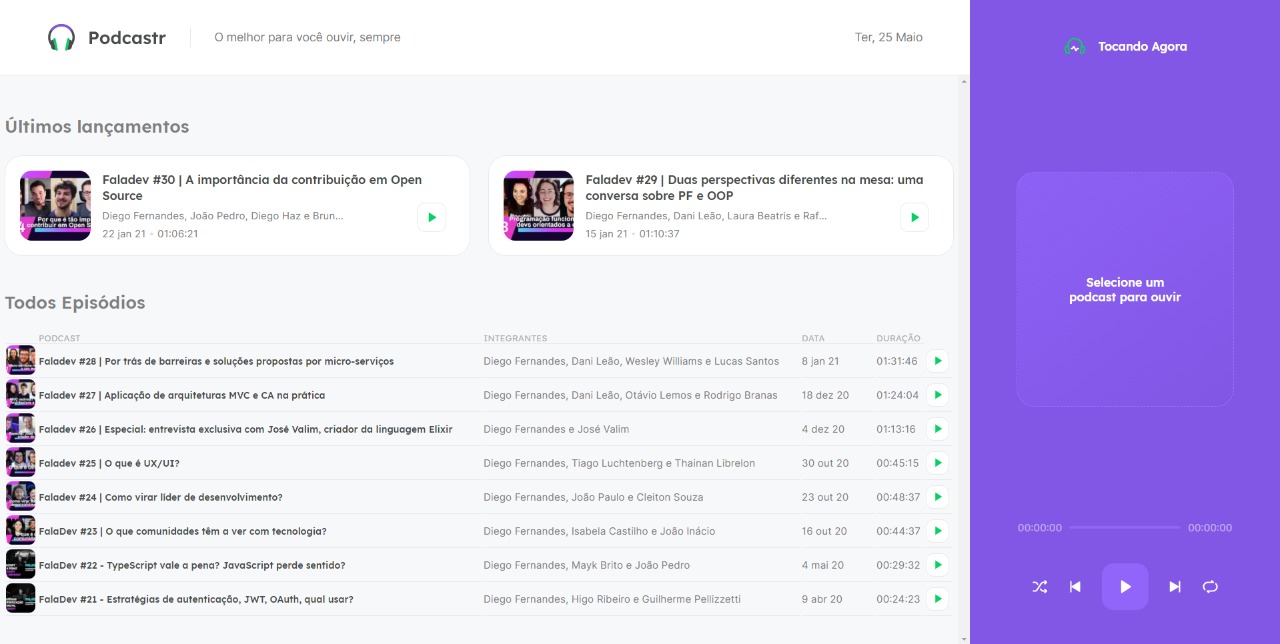 Podcastr
O melhor para você ouvir, sempre
Ter, 25 Maio
Tocando Agora
Últimos lançamentos
Faladev #30 | A importância da contribuição em Open
Source
Diego Fernandes, João Pedro, Diego Haz e Brun...
22 jan 21 · 01:06:21
Faladev #29 | Duas perspectivas diferentes na mesa: uma
conversa sobre PF e OOP
Diego Fernandes, Dani Leão, Laura Beatris e Raf...
15 jan 21 · 01:10:37
Selecione um
podcast para ouvir
Todos Episódios
PODCAST INTEGRANTES DATA DURAÇÃO
Faladev #28 | Por trás de barreiras e soluções propostas por micro-serviços Diego Fernandes, Dani Leão, Wesley Williams e Lucas Santos 8 jan 21 01:31:46
Faladev #27 | Aplicação de arquiteturas MVC e CA na prática Diego Fernandes, Dani Leão, Otávio Lemos e Rodrigo Branas 18 dez 20 01:24:04
Faladev #26 | Especial: entrevista exclusiva com José Valim, criador da linguagem Elixir Diego Fernandes e José Valim 4 dez 20 01:13:16
Faladev #25 | O que é UX/UI? Diego Fernandes, Tiago Luchtenberg e Thainan Librelon 30 out 20 00:45:15
Faladev #24 | Como virar líder de desenvolvimento? Diego Fernandes, João Paulo e Cleiton Souza 23 out 20 00:48:37
FalaDev #23 | O que comunidades têm a ver com tecnologia? Diego Fernandes, Isabela Castilho e João Inácio 16 out 20 00:44:37
FalaDev #22 - TypeScript vale a pena? JavaScript perde sentido? Diego Fernandes, Mayk Brito e João Pedro 4 mai 20 00:29:32
FalaDev #21 - Estratégias de autenticação, JWT, OAuth, qual usar? Diego Fernandes, Higo Ribeiro e Guilherme Pellizzetti 9 abr 20 00:24:23
00:00:00 00:00:00